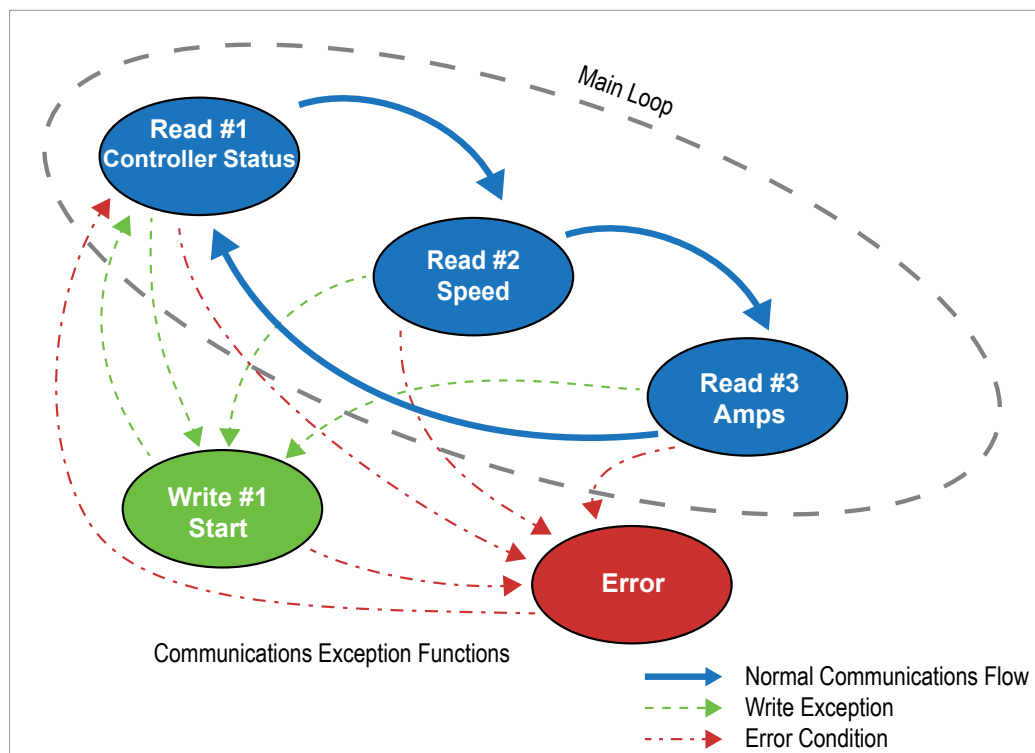 Main Loop
Read #1
Controller Status
Read #2
Speed
Read #3
Amps
Write #1
Start
Error
Communications Exception Functions
Normal Communications Flow
Write Exception
Error Condition